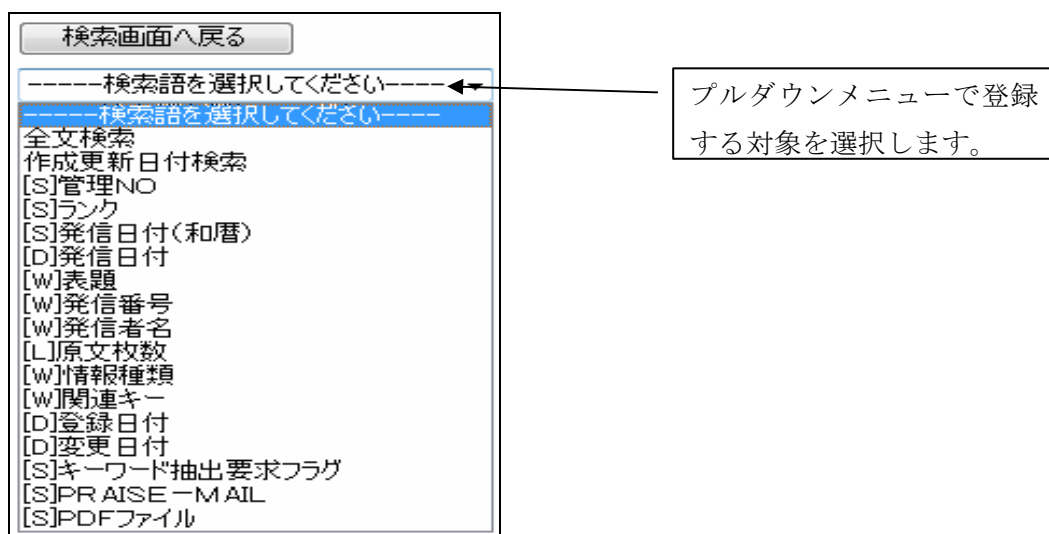 検索画面へ戻る
-----検索語を選択してください----
-----検索語を選択してください----
全文検索
作成更新日付検索
[S]管理NO
[S]ランク
[S]発信日付(和暦)
[D]発信日付
[W]表題
[W]発信番号
[W]発信者名
[L]原文枚数
[W]情報種類
[W]関連キー
[D]登録日付
[D]変更日付
[S]キーワード抽出要求フラグ
[S]PRAISE-MAIL
[S]PDFファイル
プルダウンメニューで登録
する対象を選択します。